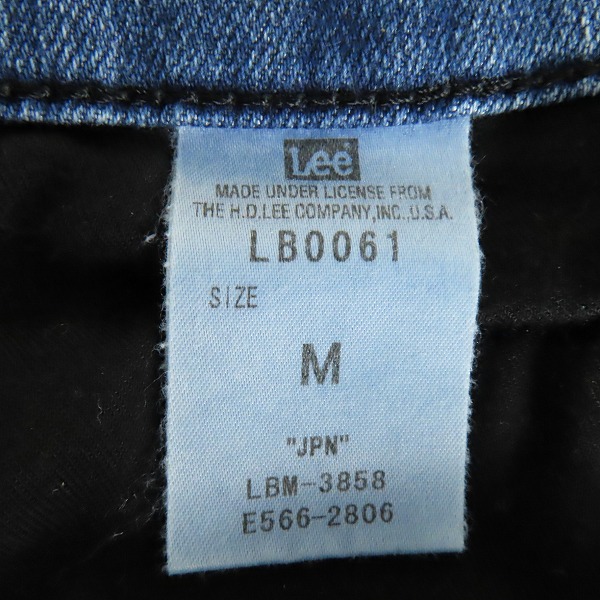 Lee
MADE UNDER LICENSE FROM
THE H.D.LEE COMPANY,INC.,U.S.A.
LB0061
SIZE
M
"JPN"
LBM-3858
E566-2806